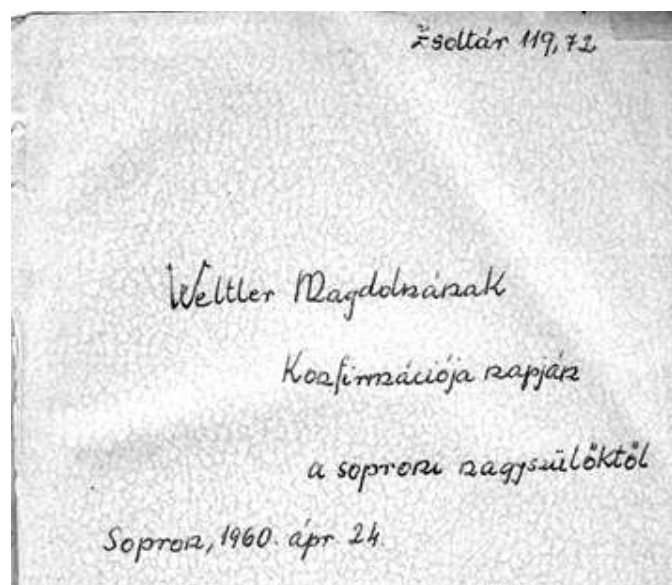 Zsoltár 119,72
Weltler Magdolnának
Konfirmációja napján
a soproni nagyszülőktől
Sopron, 1960. ápr. 24.